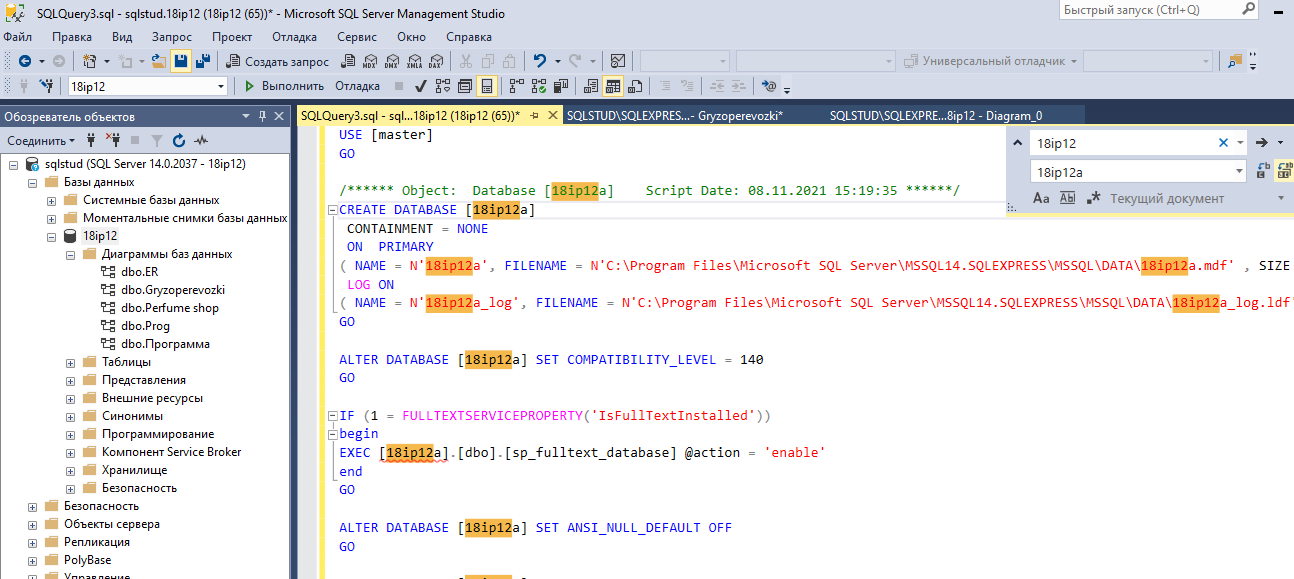 SQLQuery3.sql - sqlstud.18ip12 (18ip12 (65))* - Microsoft SQL Server Management Studio
Быстрый запуск (Ctrl+Q)
Файл Правка Вид Запрос Проект Отладка Сервис Окно Справка
Создать запрос MDX DMX XMLA DAX Универсальный отладчик
18ip12 Выполнить Отладка
Обозреватель объектов
SQLQuery3.sql - sql...18ip12 (18ip12 (65))* SQLSTUD\SQLEXPRES...- Gryzoperevozki* SQLSTUD\SQLEXPRE...8ip12 - Diagram_0
Соединить
sqlstud (SQL Server 14.0.2037 - 18ip12)
Базы данных
Системные базы данных
Моментальные снимки базы данных
18ip12
Диаграммы баз данных
dbo.ER
dbo.Gryzoperevozki
dbo.Perfume shop
dbo.Prog
dbo.Программа
Таблицы
Представления
Внешние ресурсы
Синонимы
Программирование
Компонент Service Broker
Хранилище
Безопасность
Безопасность
Объекты сервера
Репликация
PolyBase
Управление
USE [master]
GO
/****** Object:  Database [18ip12a]    Script Date: 08.11.2021 15:19:35 ******/
CREATE DATABASE [18ip12a]
CONTAINMENT = NONE
ON  PRIMARY
( NAME = N'18ip12a', FILENAME = N'C:\Program Files\Microsoft SQL Server\MSSQL14.SQLEXPRESS\MSSQL\DATA\18ip12a.mdf' , SIZE
LOG ON
( NAME = N'18ip12a_log', FILENAME = N'C:\Program Files\Microsoft SQL Server\MSSQL14.SQLEXPRESS\MSSQL\DATA\18ip12a_log.ldf'
GO
ALTER DATABASE [18ip12a] SET COMPATIBILITY_LEVEL = 140
GO
IF (1 = FULLTEXTSERVICEPROPERTY('IsFullTextInstalled'))
begin
EXEC [18ip12a].[dbo].[sp_fulltext_database] @action = 'enable'
end
GO
ALTER DATABASE [18ip12a] SET ANSI_NULL_DEFAULT OFF
GO
18ip12
18ip12a
Aa Ab .* Текущий документ